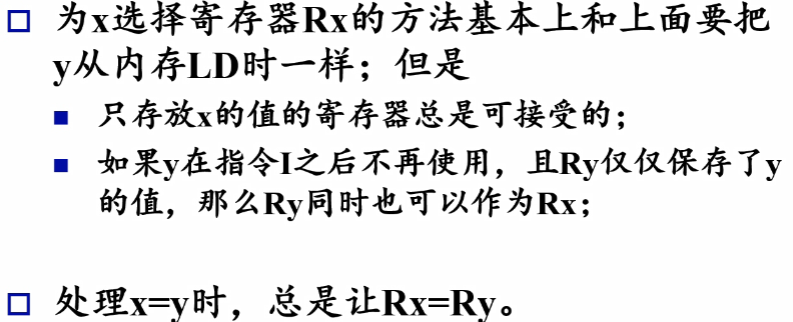 为x选择寄存器Rx的方法基本上和上面要把
y从内存LD时一样；但是
只存放x的值的寄存器总是可接受的；
如果y在指令I之后不再使用，且Ry仅仅保存了y
的值，那么Ry同时也可以作为Rx；
处理x=y时，总是让Rx=Ry。